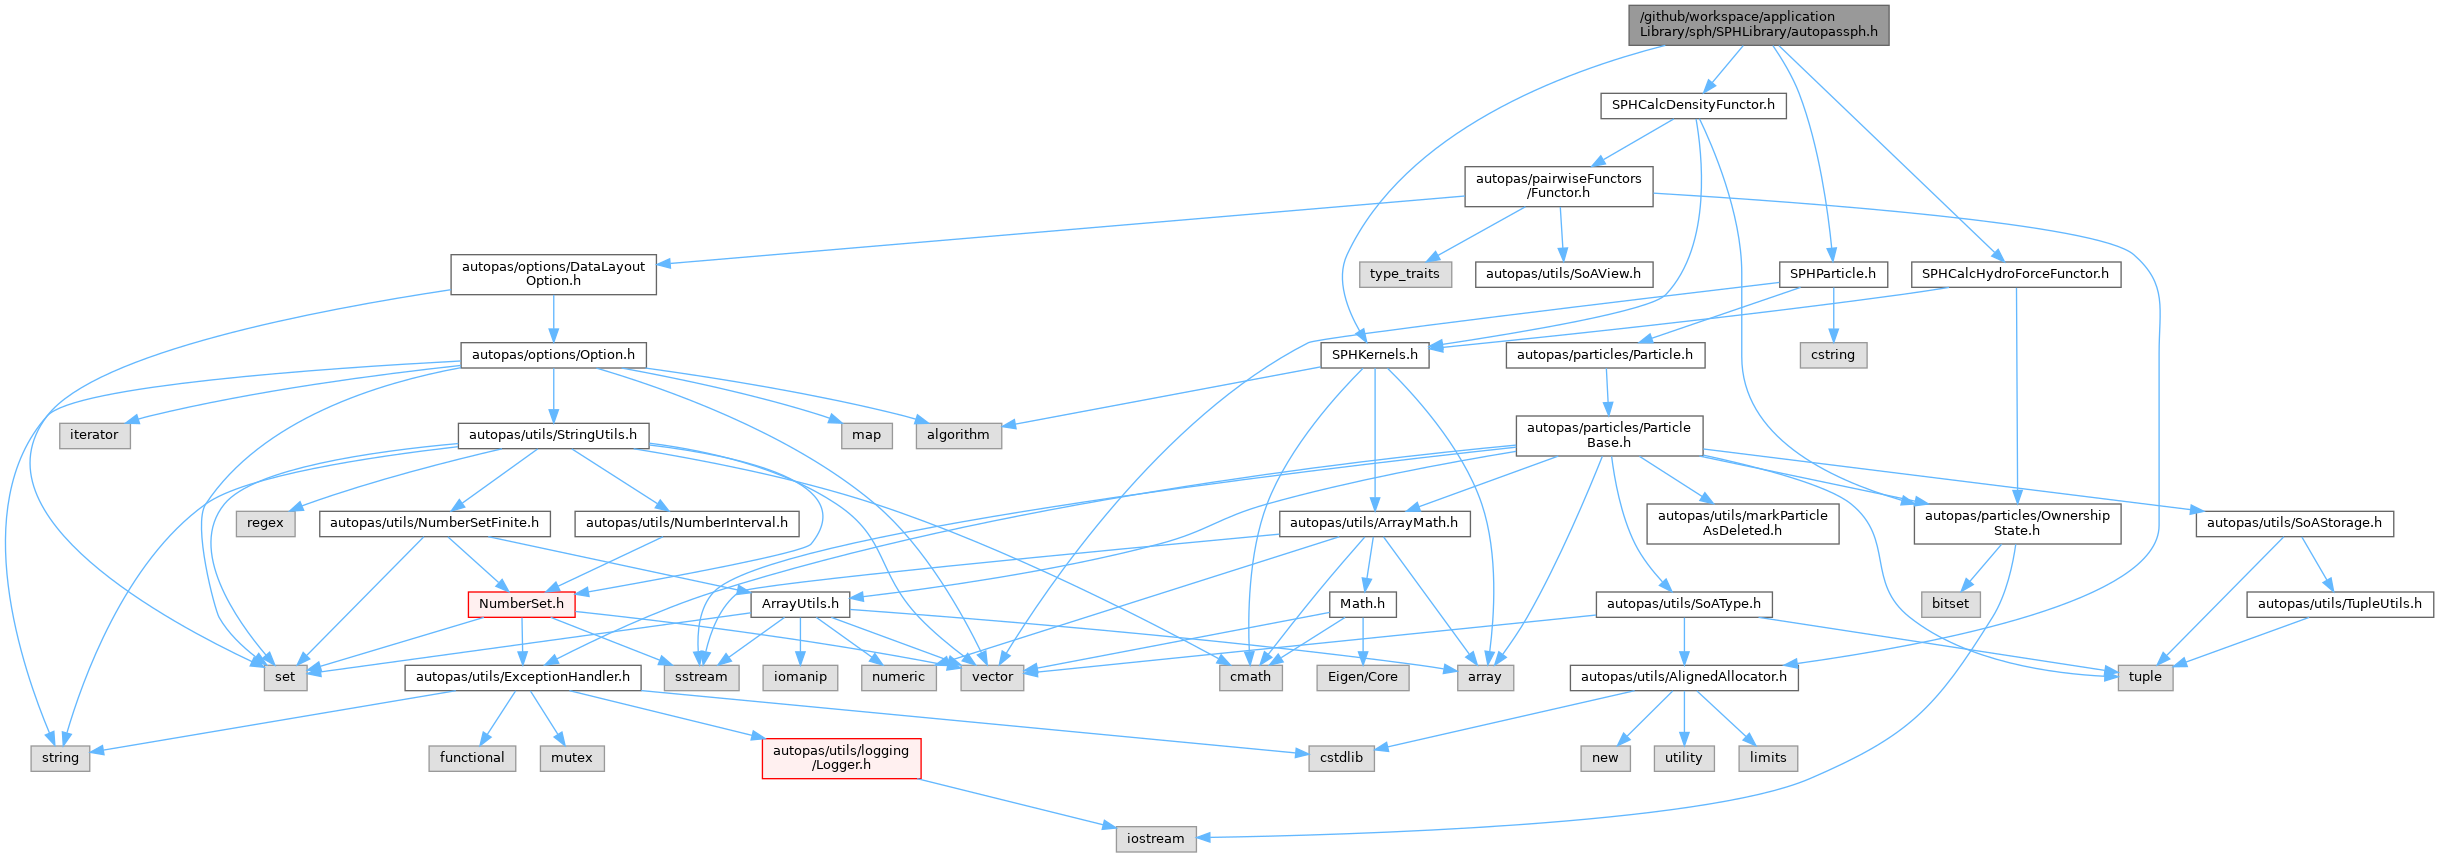 /github/workspace/application
Library/sph/SPHLibrary/autopassph.h
SPHCalcDensityFunctor.h
autopas/pairwiseFunctors
/Functor.h
autopas/options/DataLayout
Option.h
type_traits
autopas/utils/SoAView.h
SPHParticle.h
SPHCalcHydroForceFunctor.h
autopas/options/Option.h
SPHKernels.h
autopas/particles/Particle.h
cstring
iterator
autopas/utils/StringUtils.h
map
algorithm
autopas/particles/Particle
Base.h
regex
autopas/utils/NumberSetFinite.h
autopas/utils/NumberInterval.h
autopas/utils/ArrayMath.h
autopas/utils/markParticle
AsDeleted.h
autopas/particles/Ownership
State.h
autopas/utils/SoAStorage.h
NumberSet.h
ArrayUtils.h
Math.h
autopas/utils/SoAType.h
bitset
autopas/utils/TupleUtils.h
set
autopas/utils/ExceptionHandler.h
sstream
iomanip
numeric
vector
cmath
Eigen/Core
array
autopas/utils/AlignedAllocator.h
tuple
string
functional
mutex
autopas/utils/logging
/Logger.h
cstdlib
new
utility
limits
iostream